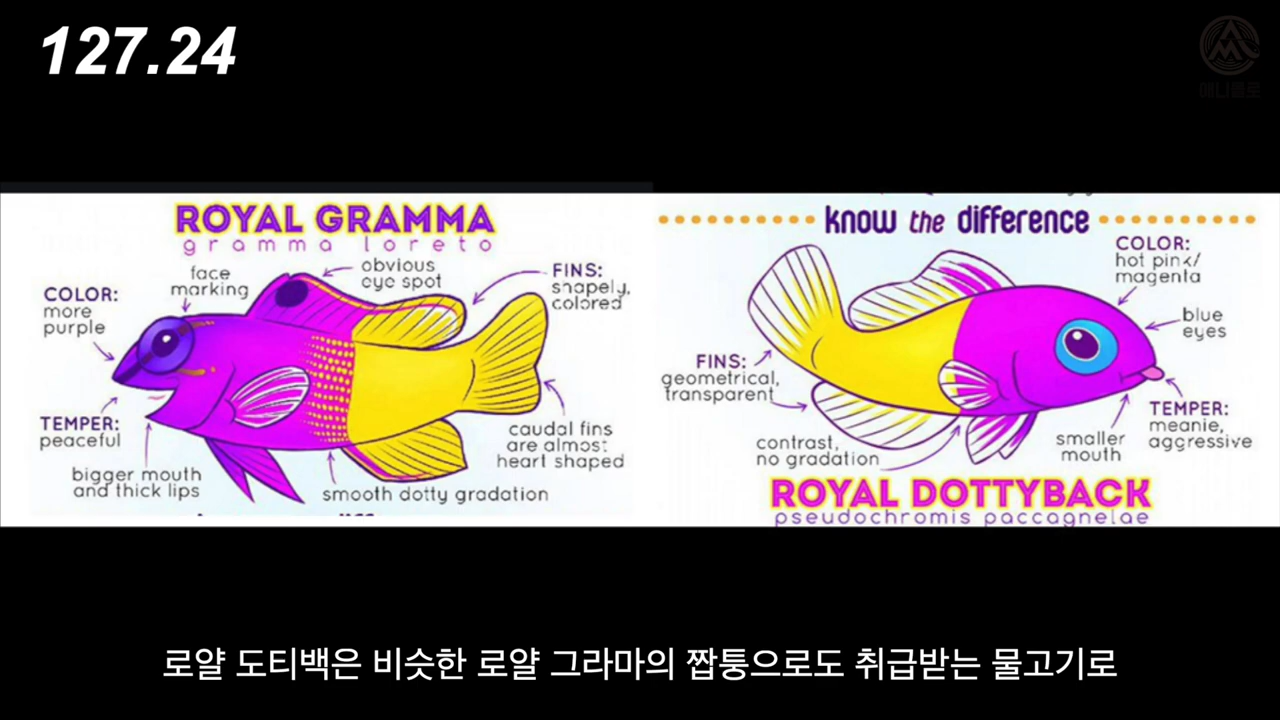 127.24
애니멀로
ROYAL GRAMMA
gramma loreto
face
marking
obvious
eye spot
FINS:
shapely,
colored
COLOR:
more
purple
TEMPER:
peaceful
bigger mouth
and thick lips
smooth dotty gradation
caudal fins
are almost
heart shaped
know the difference
COLOR:
hot pink/
magenta
blue
eyes
FINS:
geometrical,
transparent
contrast,
no gradation
smaller
mouth
TEMPER:
meanie,
aggressive
ROYAL DOTTYBACK
pseudochromis paccagnelae
로얄 도티백은 비슷한 로얄 그라마의 짭퉁으로도 취급받는 물고기로